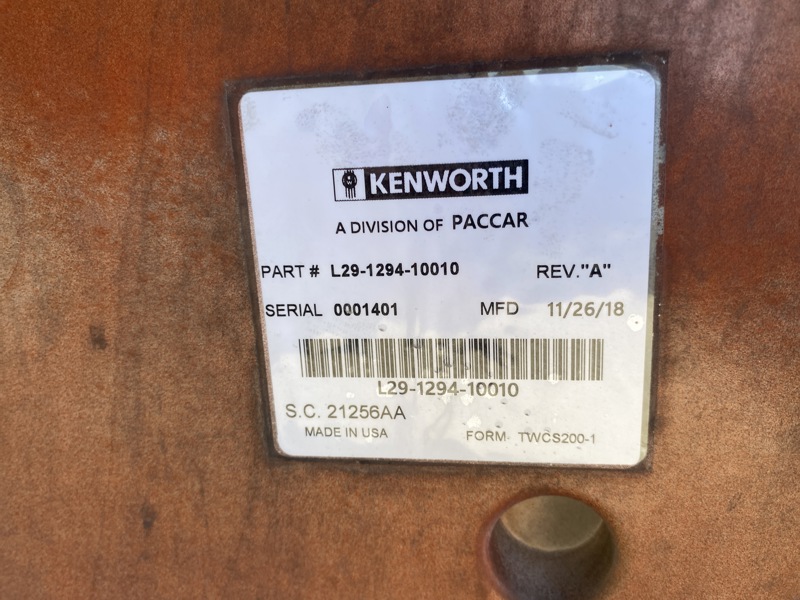 KENWORTH
A DIVISION OF PACCAR
PART # L29-1294-10010 REV."A"
SERIAL 0001401 MFD 11/26/18
L29-1294-10010
S.C. 21256AA
MADE IN USA FORM TWCS200-1